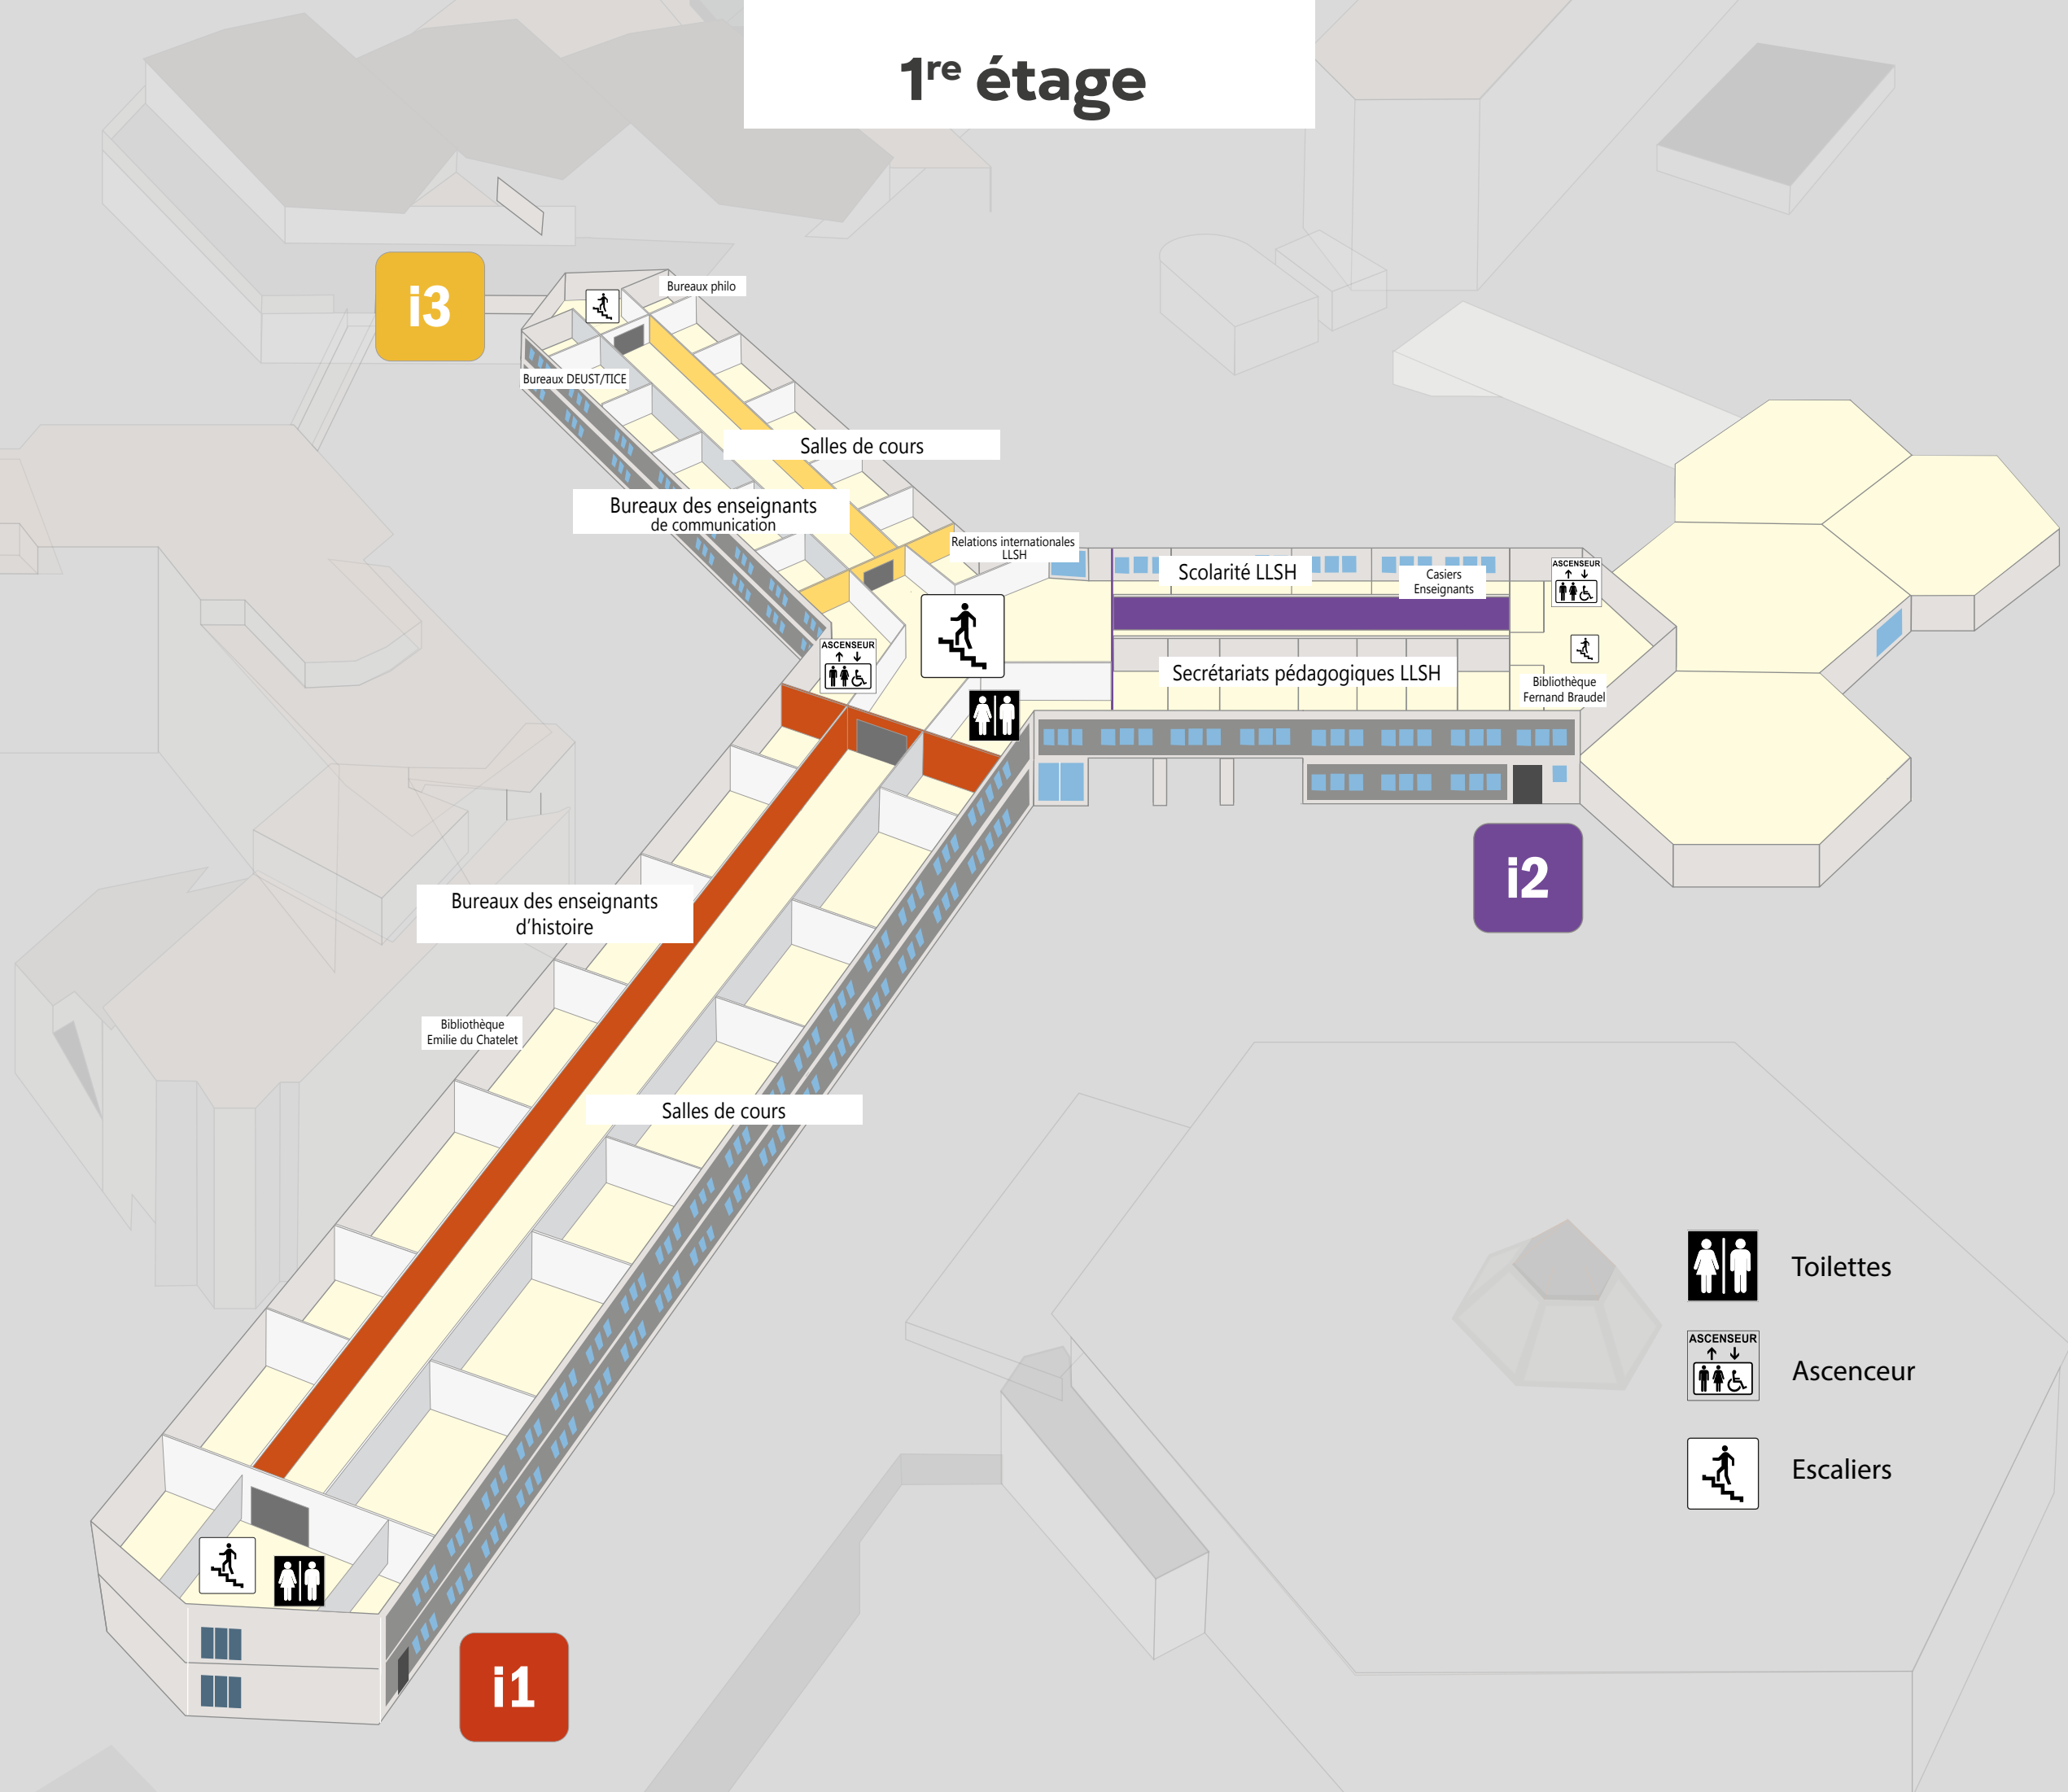 1re étage
i3
Bureaux philo
Bureaux DEUST/TICE
Salles de cours
Bureaux des enseignants
de communication
Relations internationales
LLSH
Scolarité LLSH
Casiers
Enseignants
ASCENSEUR
ASCENSEUR
Secrétariats pédagogiques LLSH
Bibliothèque
Fernand Braudel
i2
Bureaux des enseignants
d'histoire
Bibliothèque
Emilie du Chatelet
Salles de cours
Toilettes
ASCENSEUR
Ascenceur
Escaliers
i1